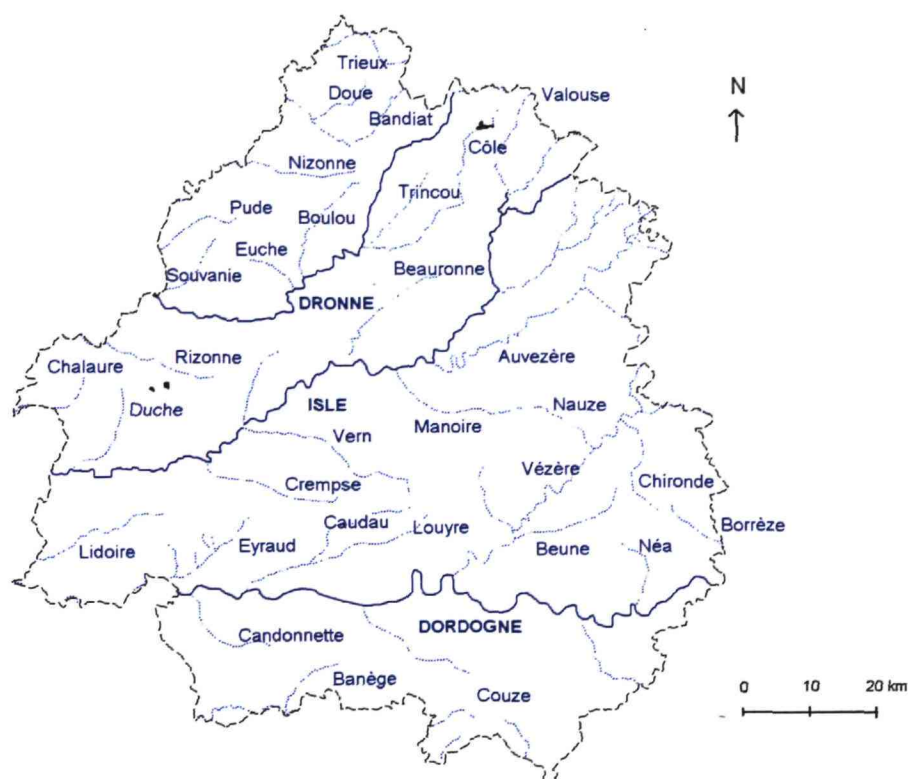 Trieux
Doue
Valouse
N
Bandiat
Côle
Nizonne
Trincou
Pude
Boulou
Euche
Souvanie
Beauronne
DRONNE
Chalaure
Rizonne
Auvezère
Duche
ISLE
Nauze
Manoire
Vern
Vézère
Crempse
Chironde
Caudau
Louyre
Borrèze
Lidoire
Eyraud
Beune
Néa
DORDOGNE
Candonnette
Banège
Couze
0 10 20 km